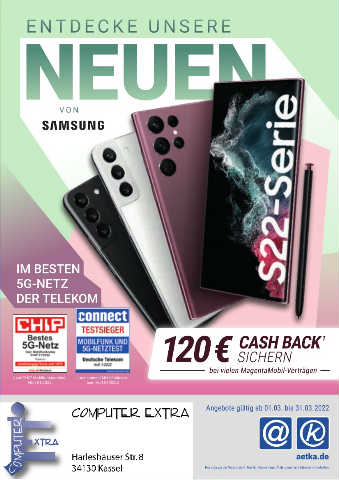 ENTDECKE UNSERE
NEUEN
VON
SAMSUNG
S22-Serie
IM BESTEN
5G-NETZ
DER TELEKOM
CHIP
Bestes
5G-Netz
connect
TESTSIEGER
MOBILFUNK UND
5G-NETZTEST
Deutsche Telekom
120 € CASH BACK¹
SICHERN
bei vielen MagentaMobil-Verträgen
COMPUTER EXTRA
COMPUTER EXTRA
Harleshäuser Str. 8
34130 Kassel
Angebote gültig ab 01.03. bis 31.03.2022
@ k
aetka.de